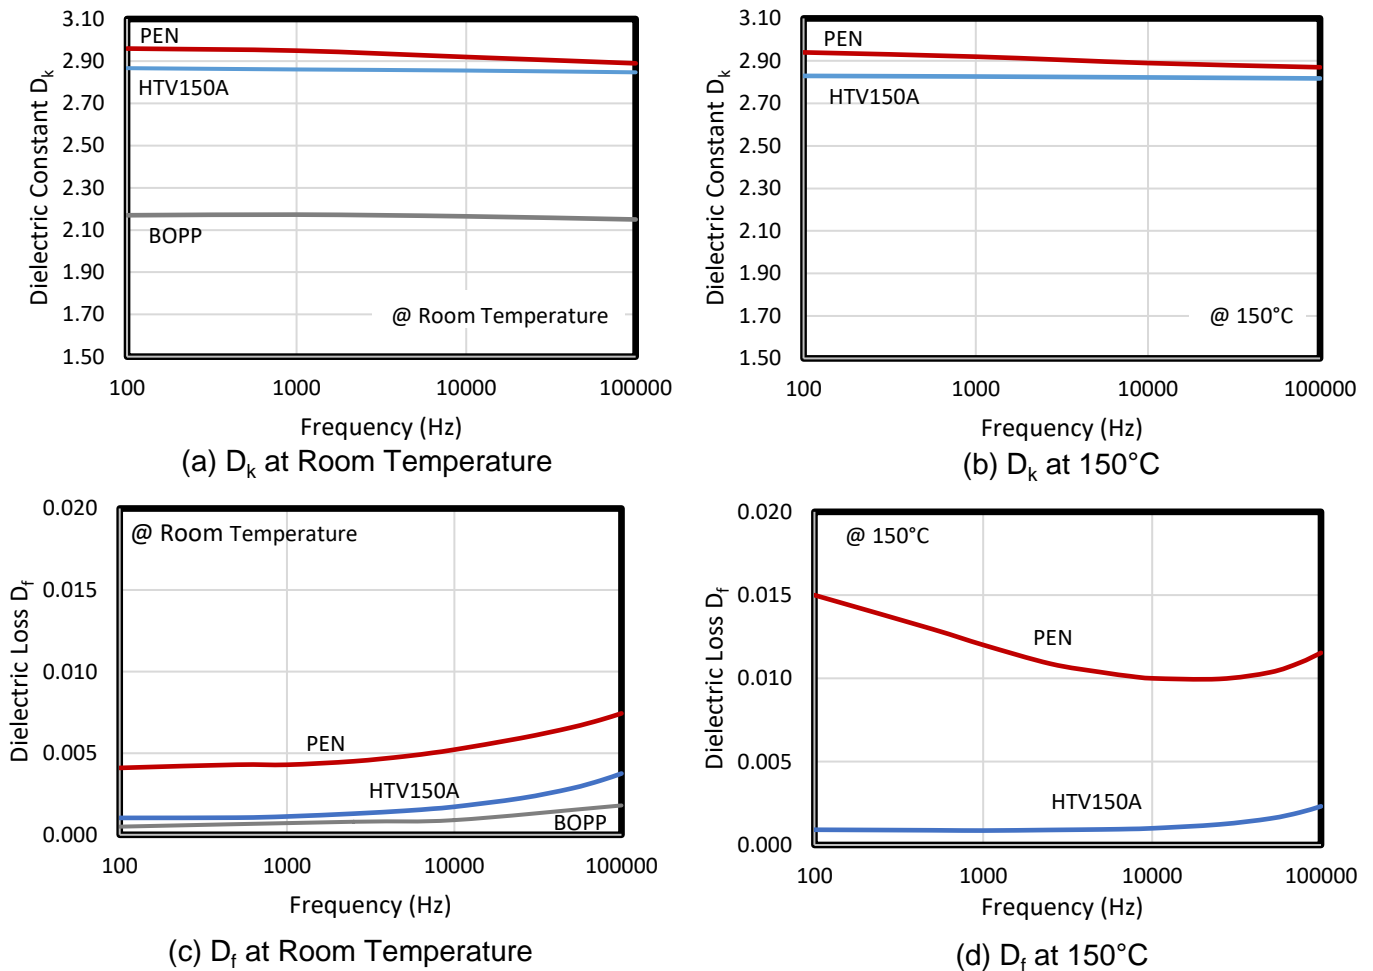 3.10
2.90
2.70
2.50
2.30
2.10
1.90
1.70
1.50
Dielectric Constant Dk
PEN
HTV150A
BOPP
@ Room Temperature
100 1000 10000 100000
Frequency (Hz)
(a) Dk at Room Temperature
3.10
2.90
2.70
2.50
2.30
2.10
1.90
1.70
1.50
Dielectric Constant Dk
PEN
HTV150A
@ 150°C
100 1000 10000 100000
Frequency (Hz)
(b) Dk at 150°C
0.020
0.015
0.010
0.005
0.000
Dielectric Loss Df
@ Room Temperature
PEN
HTV150A
BOPP
100 1000 10000 100000
Frequency (Hz)
(c) Df at Room Temperature
0.020
0.015
0.010
0.005
0.000
Dielectric Loss Df
@ 150°C
PEN
HTV150A
100 1000 10000 100000
Frequency (Hz)
(d) Df at 150°C